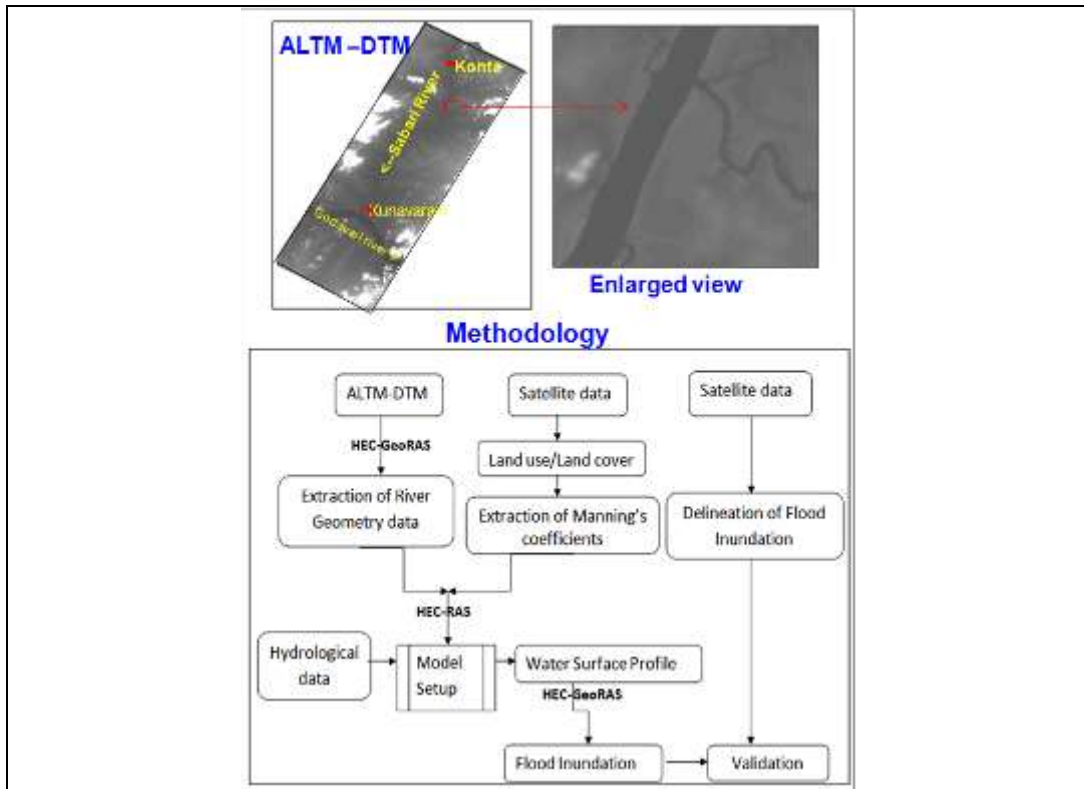 ALTM –DTM
Konta
<--Sabari River
Kunavaram
Godavari river
Enlarged view
Methodology
ALTM-DTM
Satellite data
Satellite data
HEC-GeoRAS
Land use/Land cover
Extraction of River
Geometry data
Extraction of Manning's
coefficients
Delineation of Flood
Inundation
HEC-RAS
Hydrological
data
Model
Setup
Water Surface Profile
HEC-GeoRAS
Flood Inundation
Validation